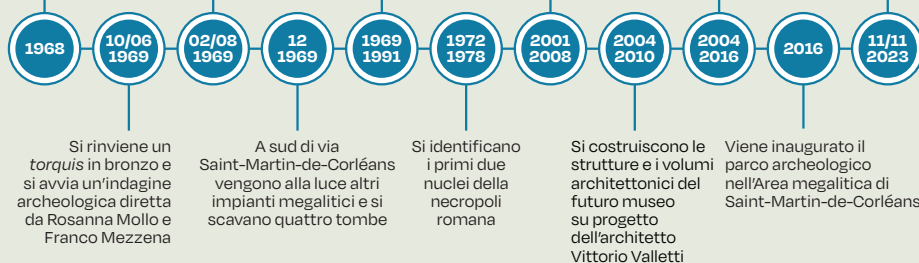 1968
10/06
1969
02/08
1969
12
1969
1969
1991
1972
1978
2001
2008
2004
2010
2004
2016
2016
11/11
2023
Si rinviene un
torquis in bronzo e
si avvia un'indagine
archeologica diretta
da Rosanna Mollo e
Franco Mezzena
A sud di via
Saint-Martin-de-Corléans
vengono alla luce altri
impianti megalitici e si
scavano quattro tombe
Si identificano
i primi due
nuclei della
necropoli
romana
Si costruiscono le
strutture e i volumi
architettonici del
futuro museo
su progetto
dell'architetto
Vittorio Valletti
Viene inaugurato il
parco archeologico
nell'Area megalitica di
Saint-Martin-de-Corléans